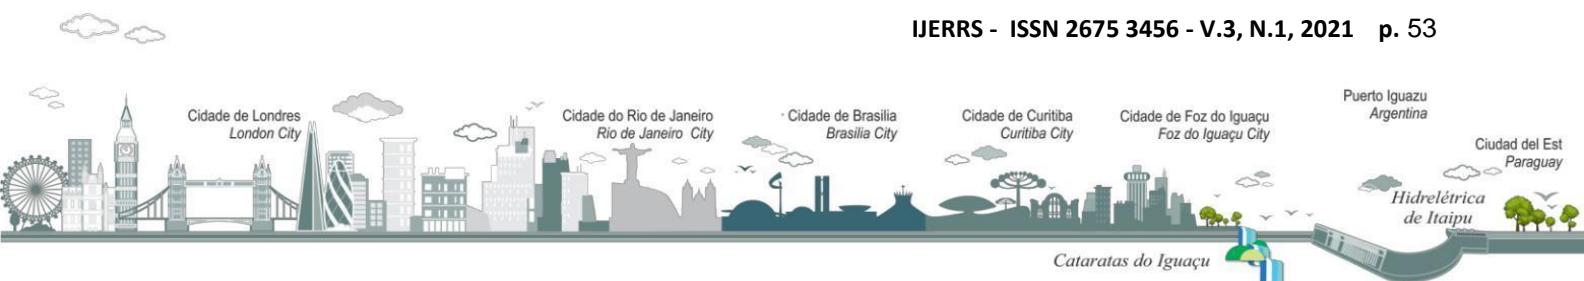 IJERRS - ISSN 2675 3456 - V.3, N.1, 2021 p. 53
Cidade de Londres
London City
Cidade do Rio de Janeiro
Rio de Janeiro City
Cidade de Brasilia
Brasilia City
Cidade de Curitiba
Curitiba City
Cidade de Foz do Iguaçu
Foz do Iguaçu City
Puerto Iguazu
Argentina
Ciudad del Est
Paraguay
Hidrelétrica
de Itaipu
Cataratas do Iguaçu